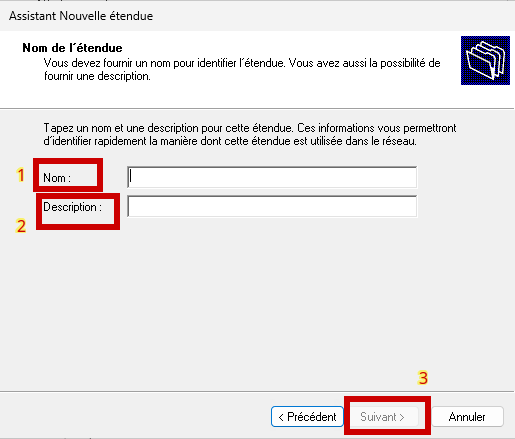 Assistant Nouvelle étendue
Nom de l'étendue
Vous devez fournir un nom pour identifier l'étendue. Vous avez aussi la possibilité de
fournir une description.
Tapez un nom et une description pour cette étendue. Ces informations vous permettront
d'identifier rapidement la manière dont cette étendue est utilisée dans le réseau.
1
Nom :
Description :
2
3
< Précédent
Suivant >
Annuler